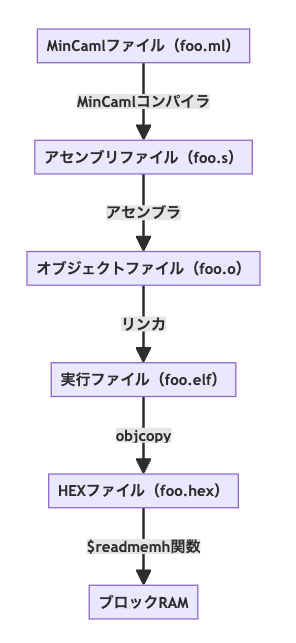 MinCamlファイル（foo.ml）
MinCamlコンパイラ
アセンブリファイル（foo.s）
アセンブラ
オブジェクトファイル（foo.o）
リンカ
実行ファイル（foo.elf）
objcopy
HEXファイル（foo.hex）
$readmemh関数
ブロックRAM